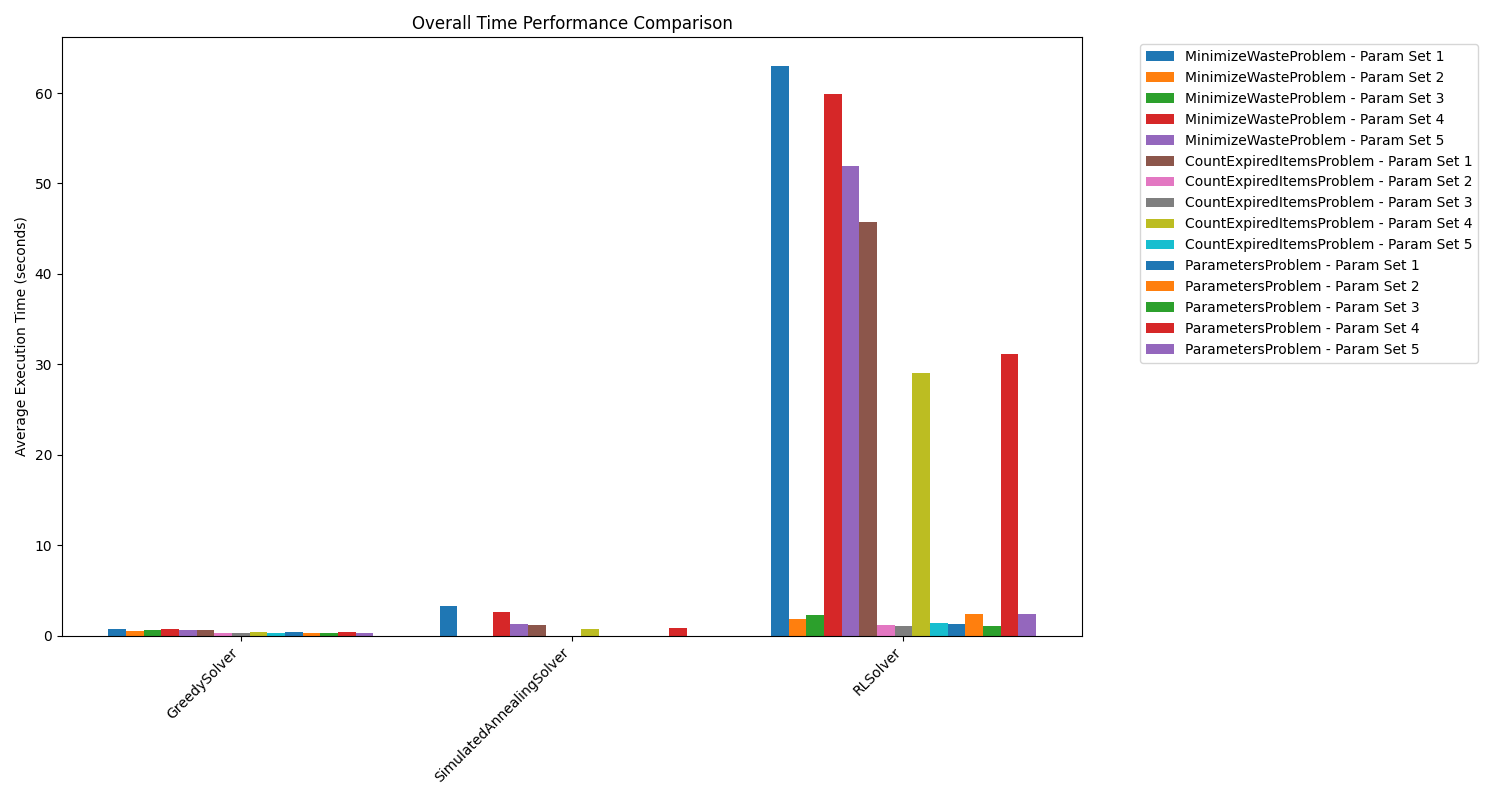 Overall Time Performance Comparison
Average Execution Time (seconds)
60
50
40
30
20
10
0
GreedySolver
SimulatedAnnealingSolver
RLSolver
MinimizeWasteProblem - Param Set 1
MinimizeWasteProblem - Param Set 2
MinimizeWasteProblem - Param Set 3
MinimizeWasteProblem - Param Set 4
MinimizeWasteProblem - Param Set 5
CountExpiredItemsProblem - Param Set 1
CountExpiredItemsProblem - Param Set 2
CountExpiredItemsProblem - Param Set 3
CountExpiredItemsProblem - Param Set 4
CountExpiredItemsProblem - Param Set 5
ParametersProblem - Param Set 1
ParametersProblem - Param Set 2
ParametersProblem - Param Set 3
ParametersProblem - Param Set 4
ParametersProblem - Param Set 5